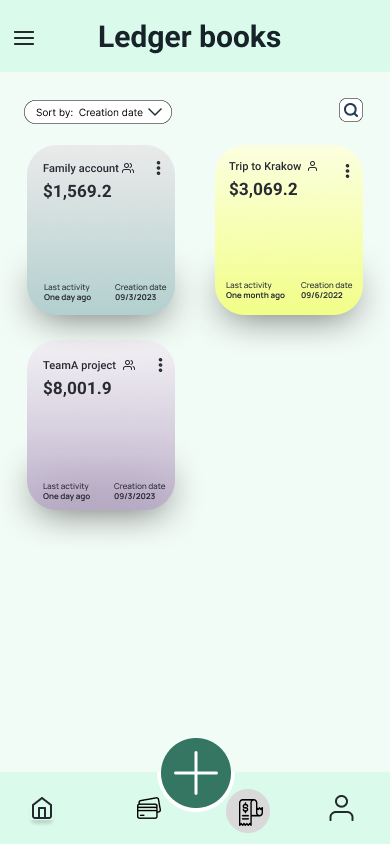 Ledger books
Sort by: Creation date
Family account
$1,569.2
Last activity Creation date
One day ago 09/3/2023
Trip to Krakow
$3,069.2
Last activity Creation date
One month ago 09/6/2022
TeamA project
$8,001.9
Last activity Creation date
One day ago 09/3/2023